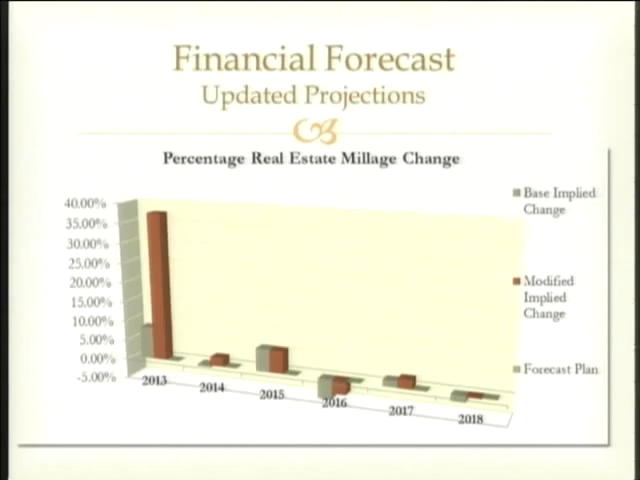 Financial Forecast
Updated Projections
Percentage Real Estate Millage Change
40.00%
35.00%
30.00%
25.00%
20.00%
15.00%
10.00%
5.00%
0.00%
-5.00%
2013
2014
2015
2016
2017
2018
Base Implied
Change
Modified
Implied
Change
Forecast Plan